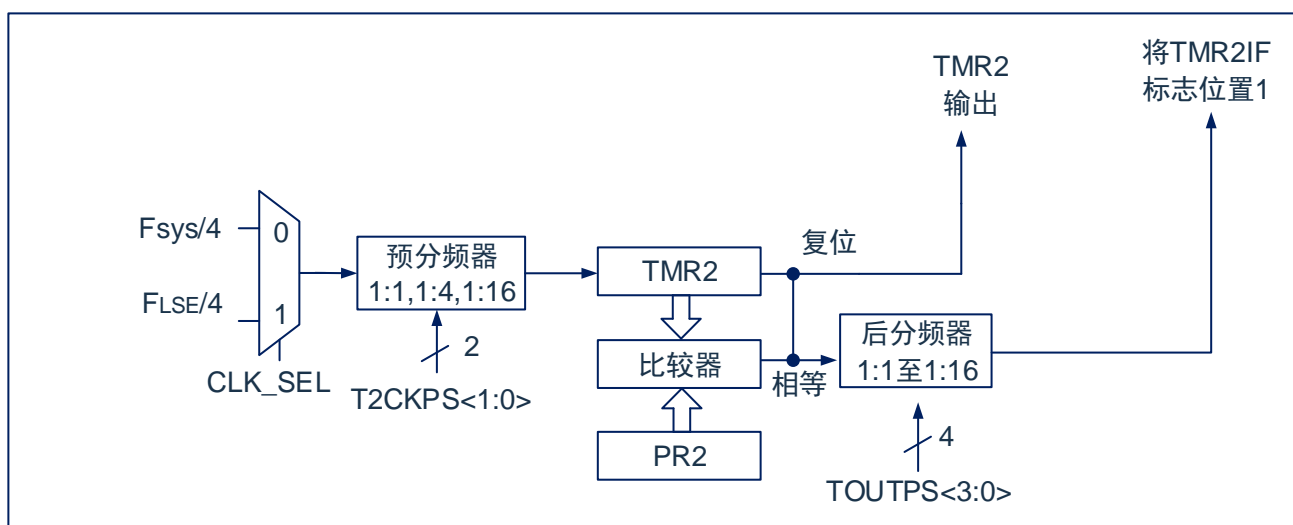 TMR2
输出
将TMR2IF
标志位置1
Fsys/4
0
FLSE/4
1
CLK_SEL
预分频器
1:1,1:4,1:16
2
T2CKPS<1:0>
TMR2
复位
比较器
相等
PR2
后分频器
1:1至1:16
4
TOUTPS<3:0>